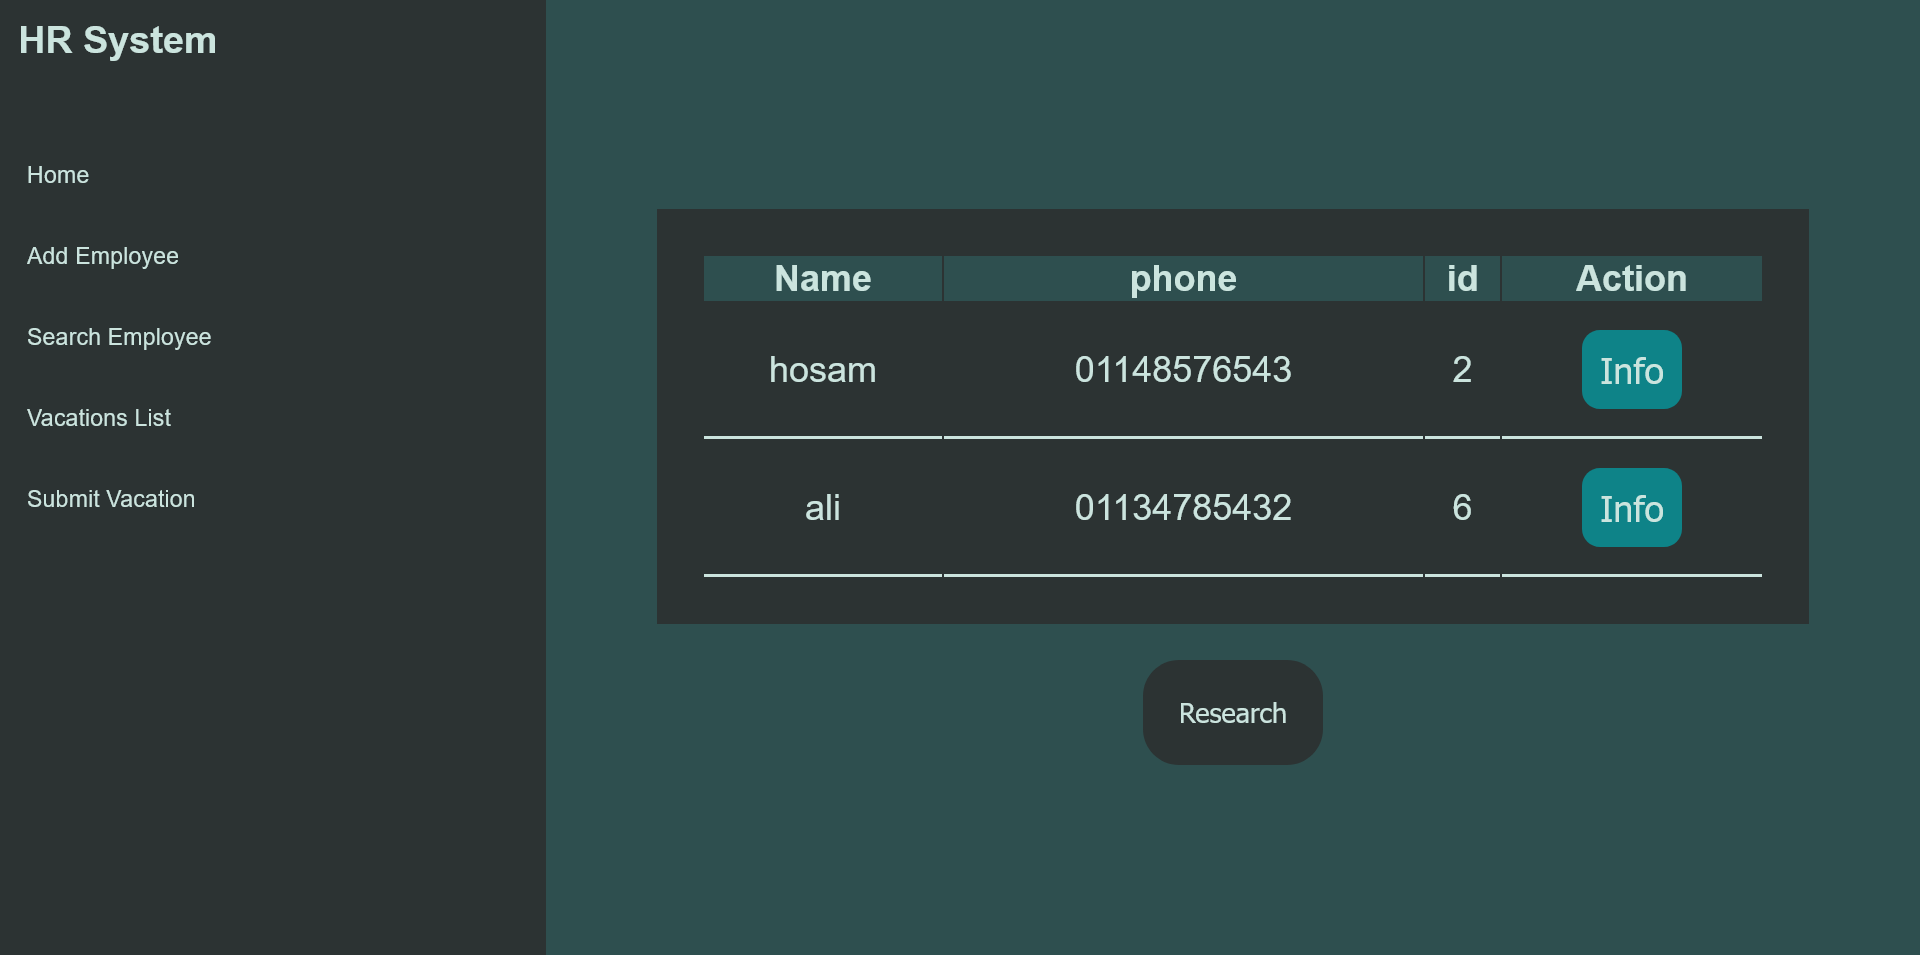 HR System
Home
Add Employee
Search Employee
Vacations List
Submit Vacation
Name phone id Action
hosam 01148576543 2 Info
ali 01134785432 6 Info
Research